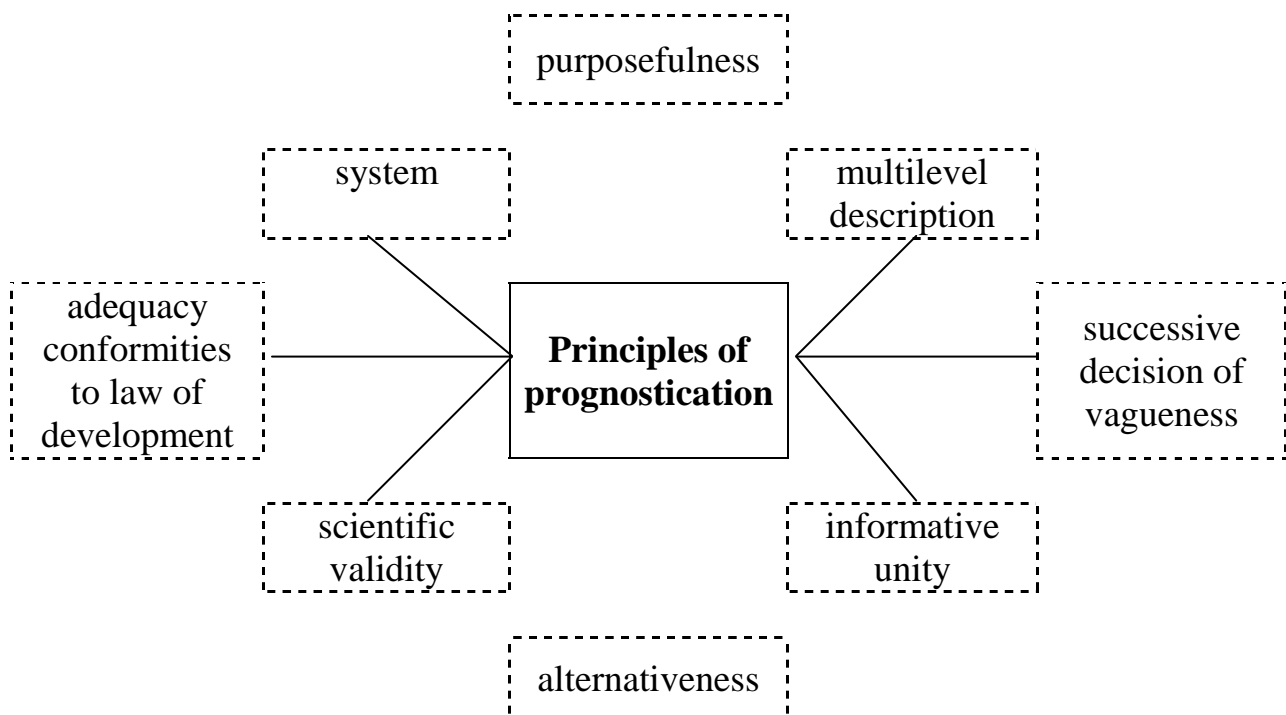 purposefulness
system
multilevel
description
adequacy
conformities
to law of
development
Principles of
prognostication
successive
decision of
vagueness
scientific
validity
informative
unity
alternativeness